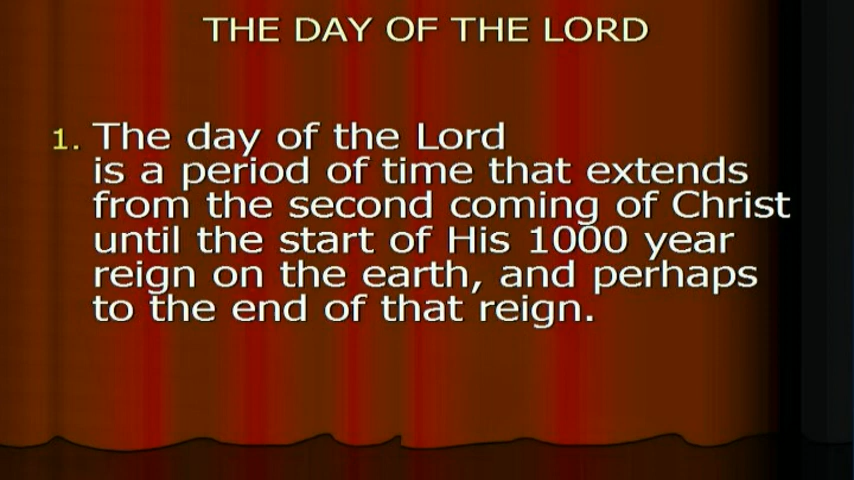 THE DAY OF THE LORD
1. The day of the Lord
is a period of time that extends
from the second coming of Christ
until the start of His 1000 year
reign on the earth, and perhaps
to the end of that reign.